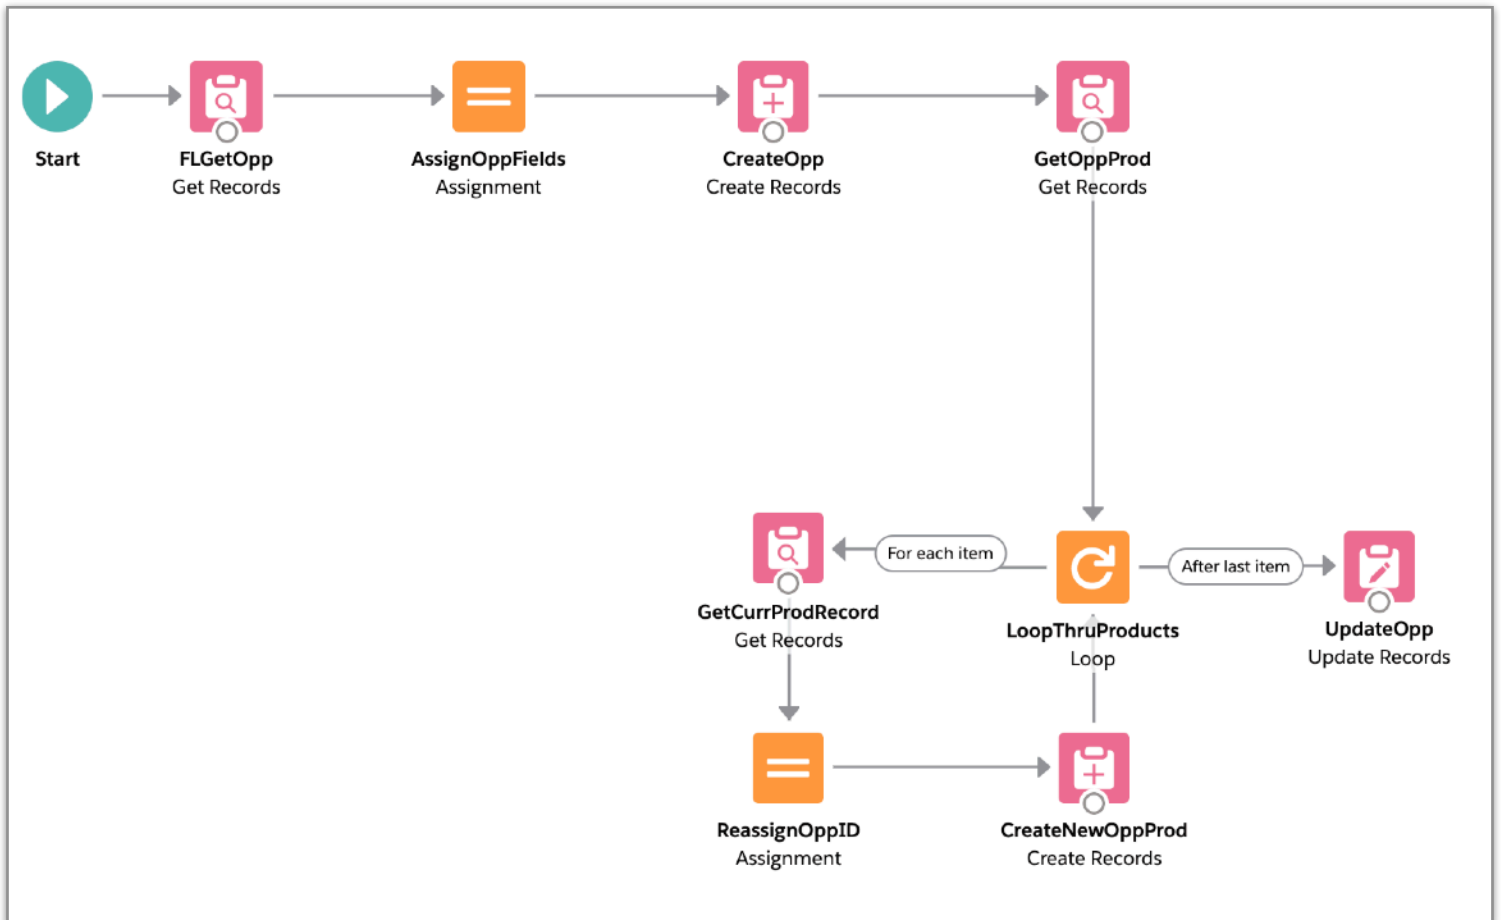 Start
FLGetOpp
Get Records
AssignOppFields
Assignment
CreateOpp
Create Records
GetOppProd
Get Records
For each item
After last item
GetCurrProdRecord
Get Records
LoopThruProducts
Loop
UpdateOpp
Update Records
ReassignOppID
Assignment
CreateNewOppProd
Create Records